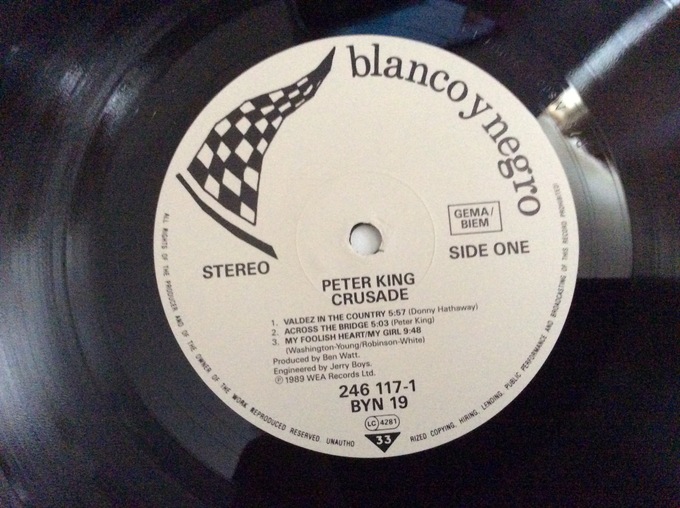 blanco y negro
GEMA/
BIEM
STEREO
SIDE ONE
PETER KING
CRUSADE
1. VALDEZ IN THE COUNTRY 5:57 (Donny Hathaway)
2. ACROSS THE BRIDGE 5:03 (Peter King)
3. MY FOOLISH HEART/MY GIRL 9:48
(Washington-Young/Robinson-White)
Produced by Ben Watt.
Engineered by Jerry Boys.
℗ 1989 WEA Records Ltd.
246 117-1
BYN 19
LC 4281
33
ALL RIGHTS OF THE PRODUCER AND OF THE OWNER OF THE WORK REPRODUCED RESERVED. UNAUTHO
RIZED COPYING, HIRING, LENDING, PUBLIC PERFORMANCE AND BROADCASTING OF THIS RECORD PROHIBITED